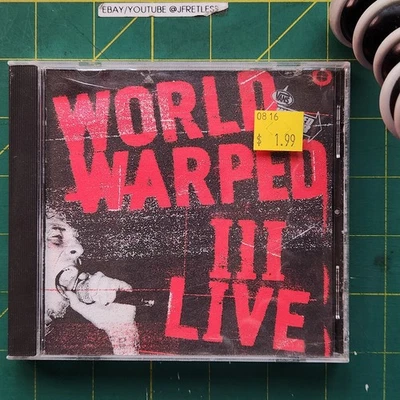 EBAY/YOUTUBE @JFRETLESS
WORLD
WARPED
III
LIVE
08 16
$ 1.99